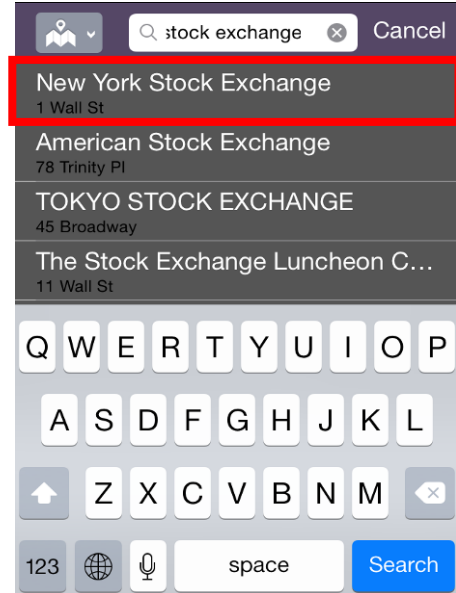 stock exchange Cancel
New York Stock Exchange
1 Wall St
American Stock Exchange
78 Trinity Pl
TOKYO STOCK EXCHANGE
45 Broadway
The Stock Exchange Luncheon C...
11 Wall St
Q W E R T Y U I O P
A S D F G H J K L
Z X C V B N M
123 space Search